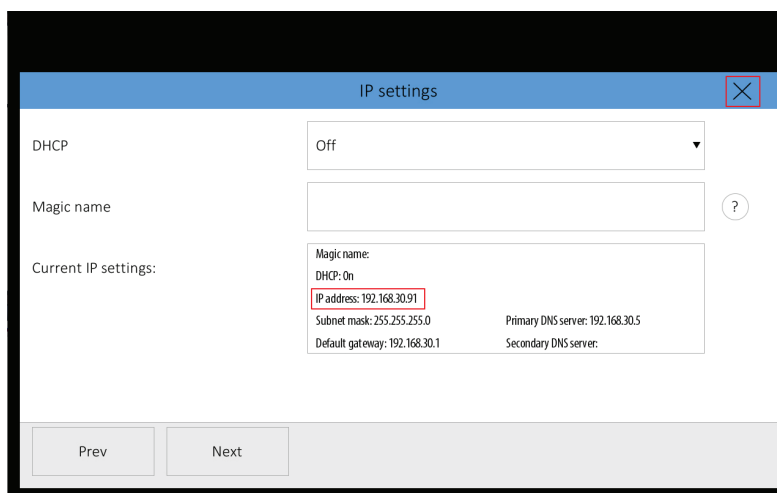 IP settings
DHCP
Off
Magic name
?
Current IP settings:
Magic name:
DHCP: On
IP address: 192.168.30.91
Subnet mask: 255.255.255.0 Primary DNS server: 192.168.30.5
Default gateway: 192.168.30.1 Secondary DNS server:
Prev Next